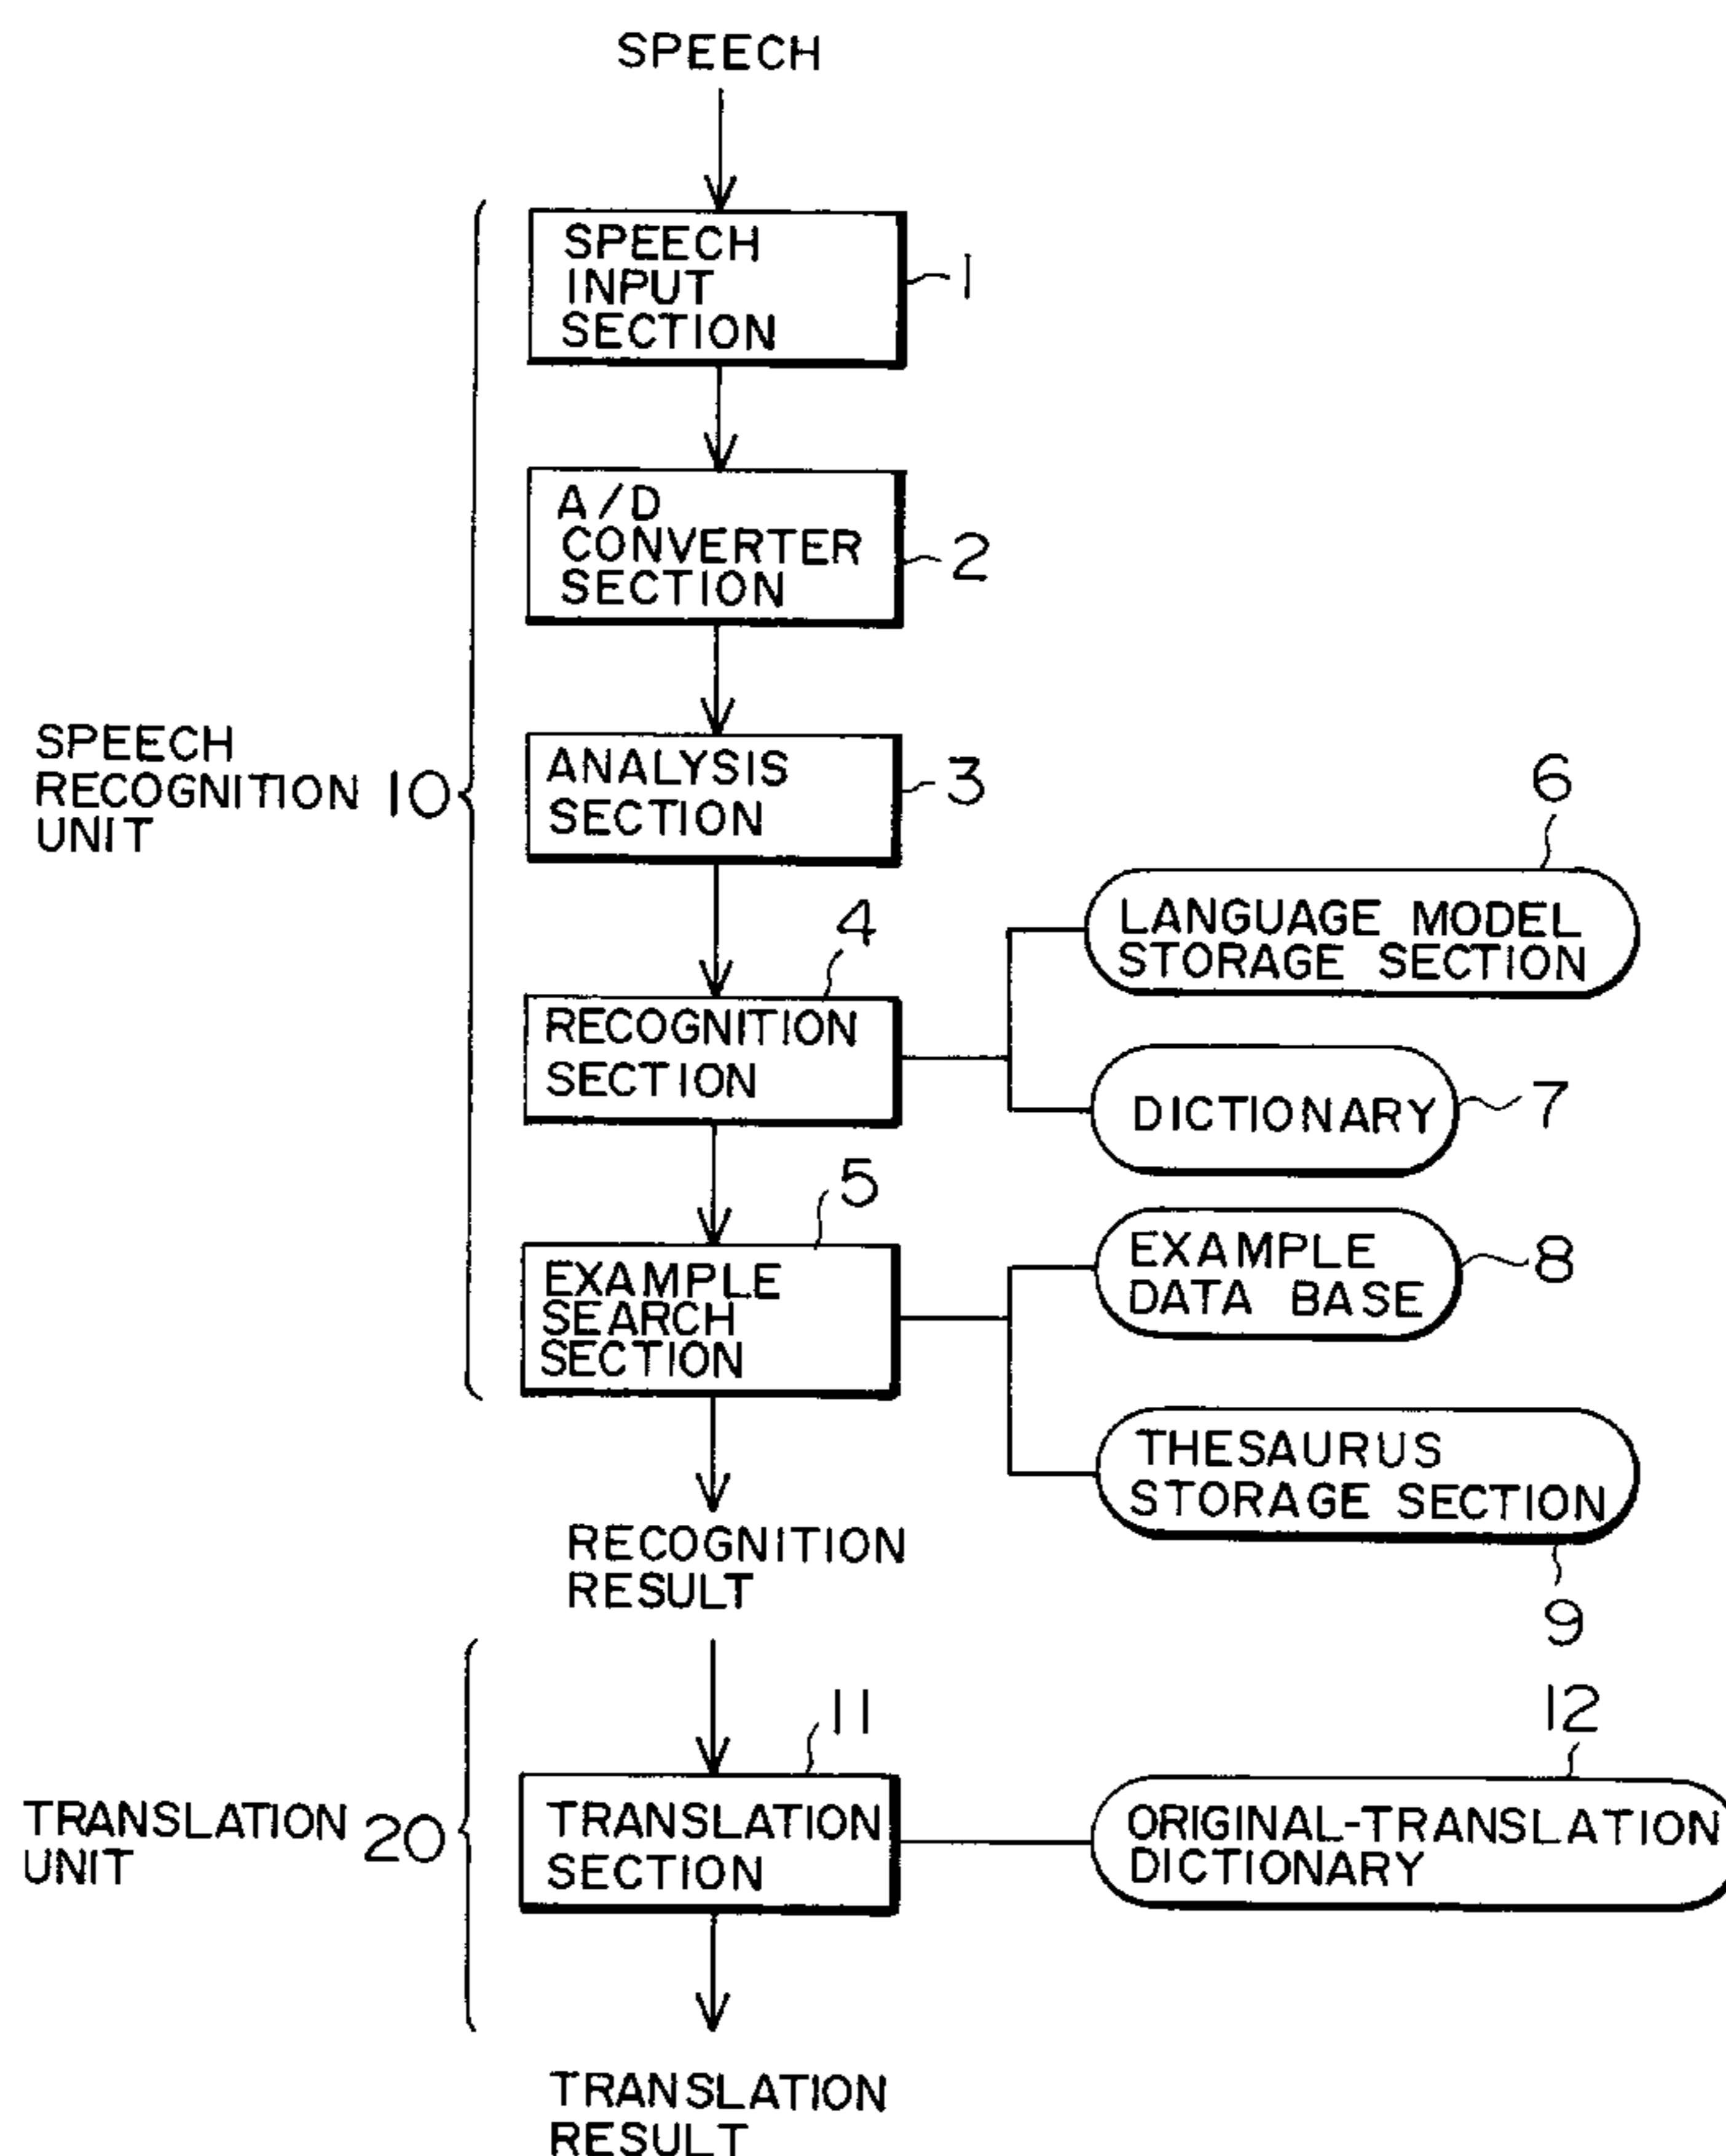 SPEECH
SPEECH
INPUT
SECTION
1
A/D
CONVERTER
SECTION
2
SPEECH
RECOGNITION 10
UNIT
ANALYSIS
SECTION
3
4
RECOGNITION
SECTION
6
LANGUAGE MODEL
STORAGE SECTION
DICTIONARY
7
5
EXAMPLE
SEARCH
SECTION
EXAMPLE
DATA BASE
8
THESAURUS
STORAGE SECTION
9
RECOGNITION
RESULT
TRANSLATION 20
UNIT
11
TRANSLATION
SECTION
12
ORIGINAL-TRANSLATION
DICTIONARY
TRANSLATION
RESULT